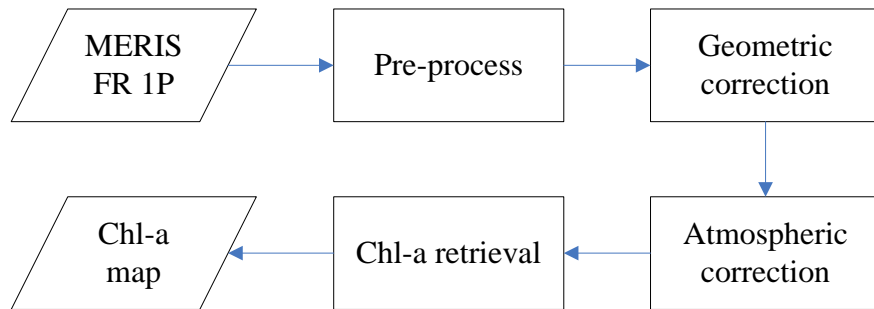 MERIS
FR 1P
Pre-process
Geometric
correction
Atmospheric
correction
Chl-a retrieval
Chl-a
map